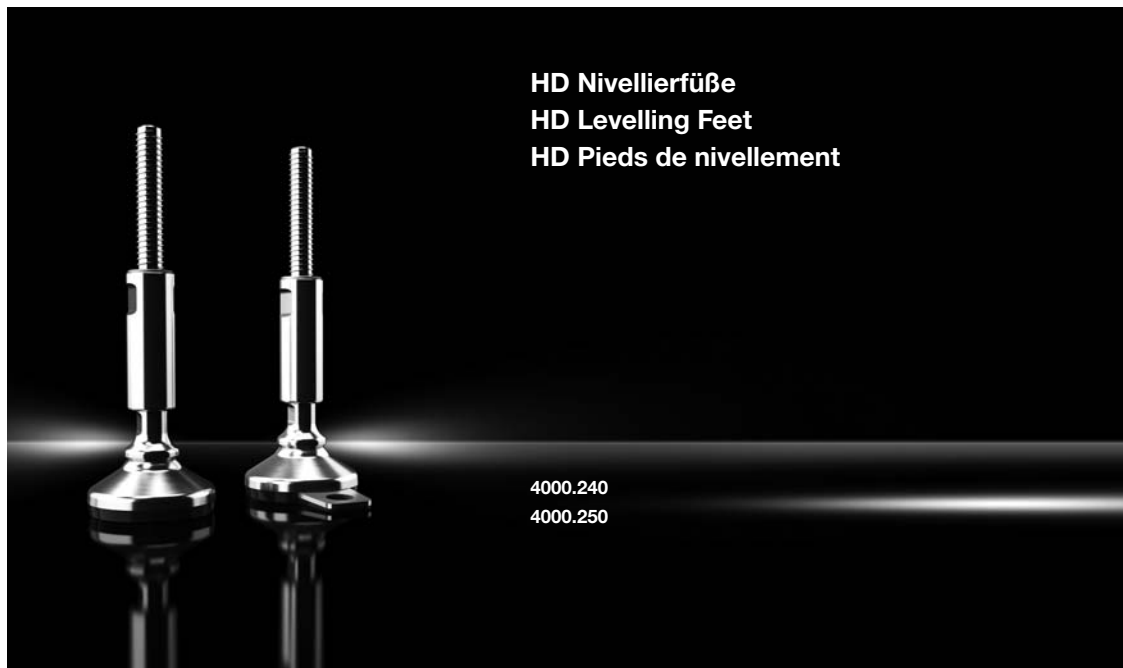 HD Nivellierfüße
HD Levelling Feet
HD Pieds de nivellement
4000.240
4000.250